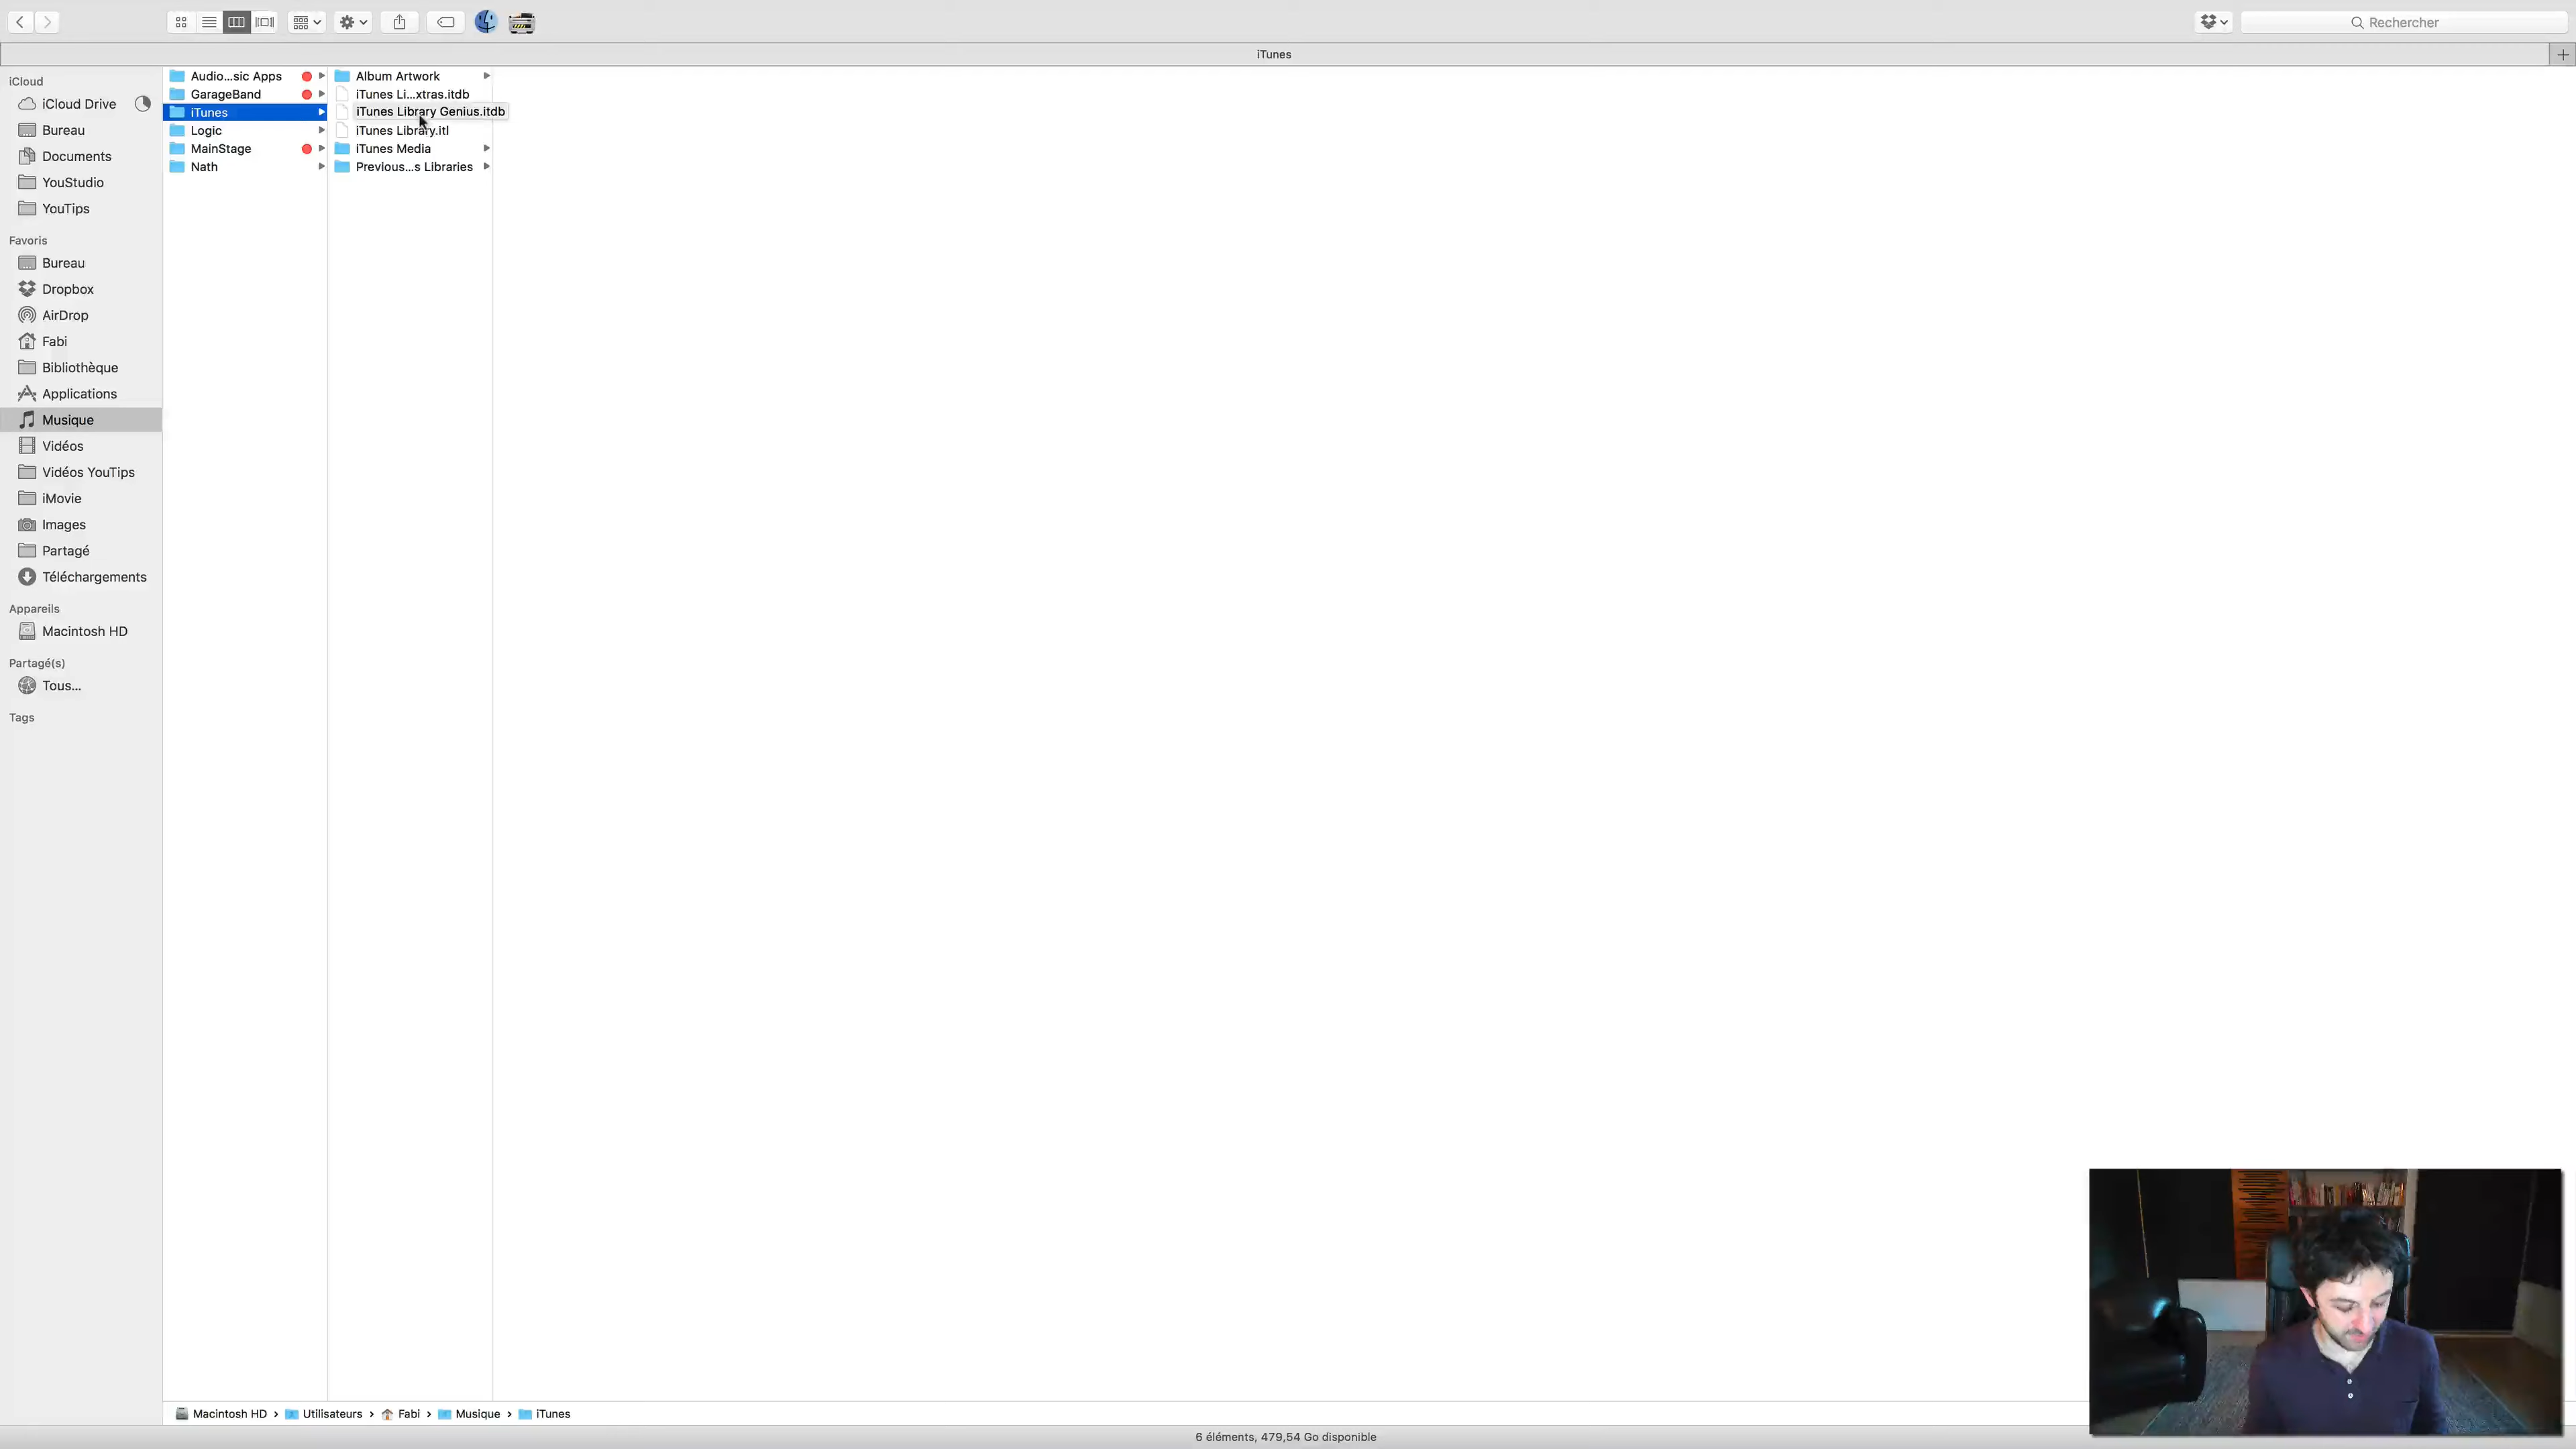 Rechercher
iTunes
iCloud
iCloud Drive
Bureau
Documents
YouStudio
YouTips
Favoris
Bureau
Dropbox
AirDrop
Fabi
Bibliothèque
Applications
Musique
Vidéos
Vidéos YouTips
iMovie
Images
Partagé
Téléchargements
Appareils
Macintosh HD
Partagé(s)
Tous...
Tags
Audio...sic Apps
GarageBand
iTunes
Logic
MainStage
Nath
Album Artwork
iTunes Li...xtras.itdb
iTunes Library Genius.itdb
iTunes Library.itl
iTunes Media
Previous...s Libraries
Macintosh HD › Utilisateurs › Fabi › Musique › iTunes
6 éléments, 479,54 Go disponible